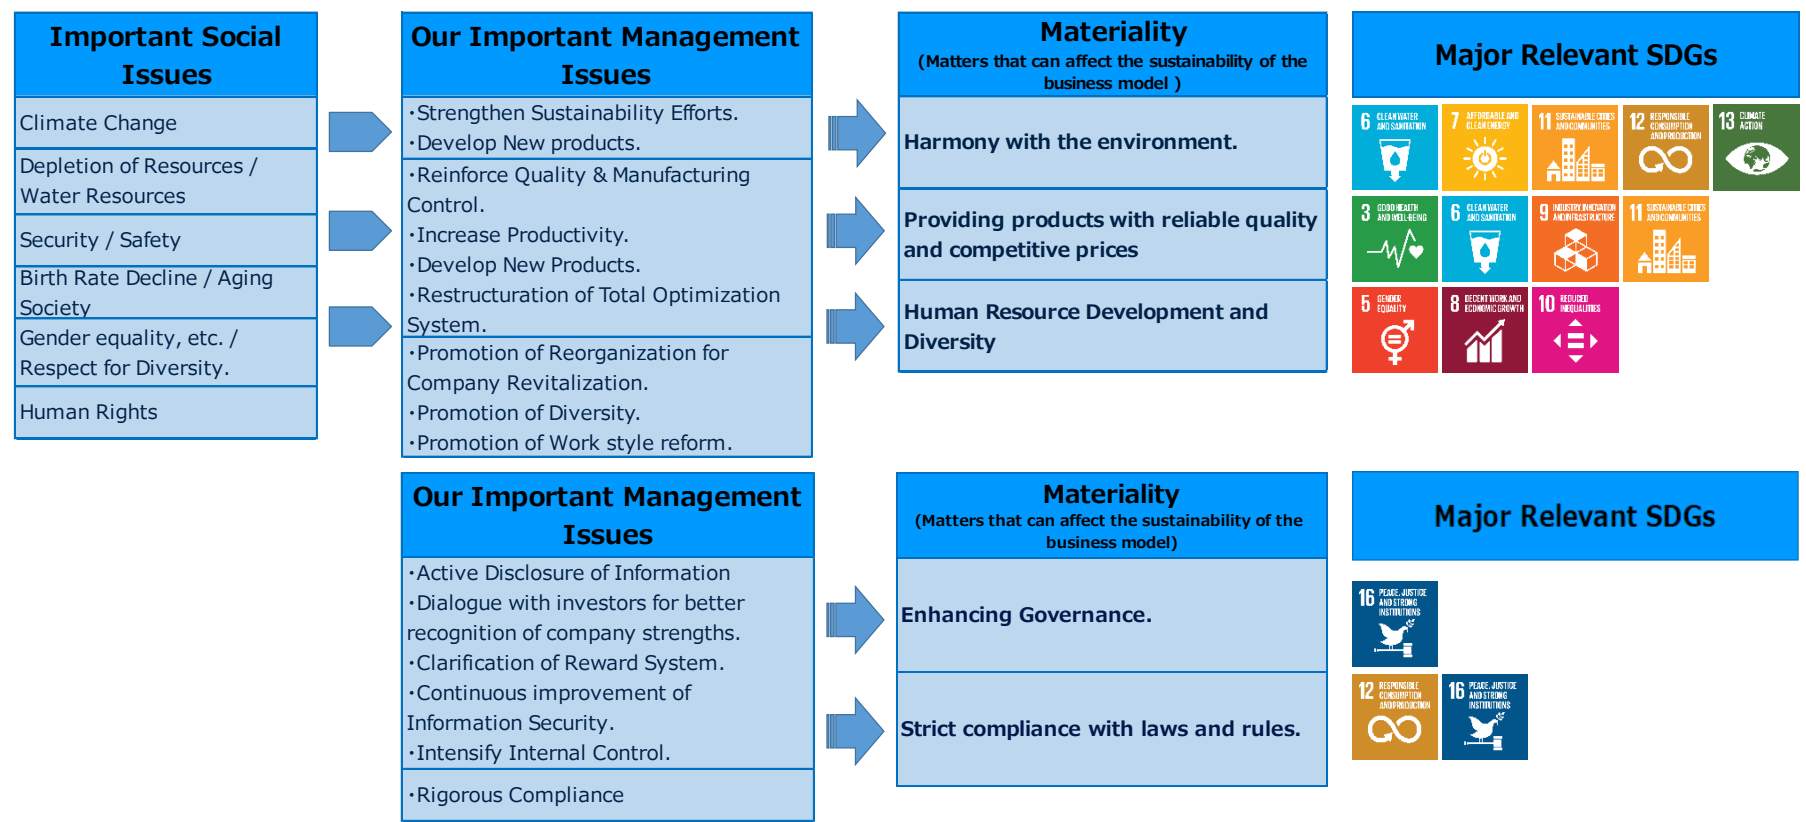 Important Social
Issues
Climate Change
Depletion of Resources /
Water Resources
Security / Safety
Birth Rate Decline / Aging
Society
Gender equality, etc. /
Respect for Diversity.
Human Rights
Our Important Management
Issues
・Strengthen Sustainability Efforts.
・Develop New products.
・Reinforce Quality & Manufacturing
Control.
・Increase Productivity.
・Develop New Products.
・Restructuration of Total Optimization
System.
・Promotion of Reorganization for
Company Revitalization.
・Promotion of Diversity.
・Promotion of Work style reform.
Materiality
(Matters that can affect the sustainability of the
business model )
Harmony with the environment.
Providing products with reliable quality
and competitive prices
Human Resource Development and
Diversity
Major Relevant SDGs
6 CLEAN WATER
AND SANITATION
7 AFFORDABLE AND
CLEAN ENERGY
11 SUSTAINABLE CITIES
AND COMMUNITIES
12 RESPONSIBLE
CONSUMPTION
AND PRODUCTION
13 CLIMATE
ACTION
3 GOOD HEALTH
AND WELL-BEING
6 CLEAN WATER
AND SANITATION
9 INDUSTRY, INNOVATION
AND INFRASTRUCTURE
11 SUSTAINABLE CITIES
AND COMMUNITIES
5 GENDER
EQUALITY
8 DECENT WORK AND
ECONOMIC GROWTH
10 REDUCED
INEQUALITIES
Our Important Management
Issues
・Active Disclosure of Information
・Dialogue with investors for better
recognition of company strengths.
・Clarification of Reward System.
・Continuous improvement of
Information Security.
・Intensify Internal Control.
・Rigorous Compliance
Materiality
(Matters that can affect the sustainability of the
business model)
Enhancing Governance.
Strict compliance with laws and rules.
Major Relevant SDGs
16 PEACE, JUSTICE
AND STRONG
INSTITUTIONS
12 RESPONSIBLE
CONSUMPTION
AND PRODUCTION
16 PEACE, JUSTICE
AND STRONG
INSTITUTIONS